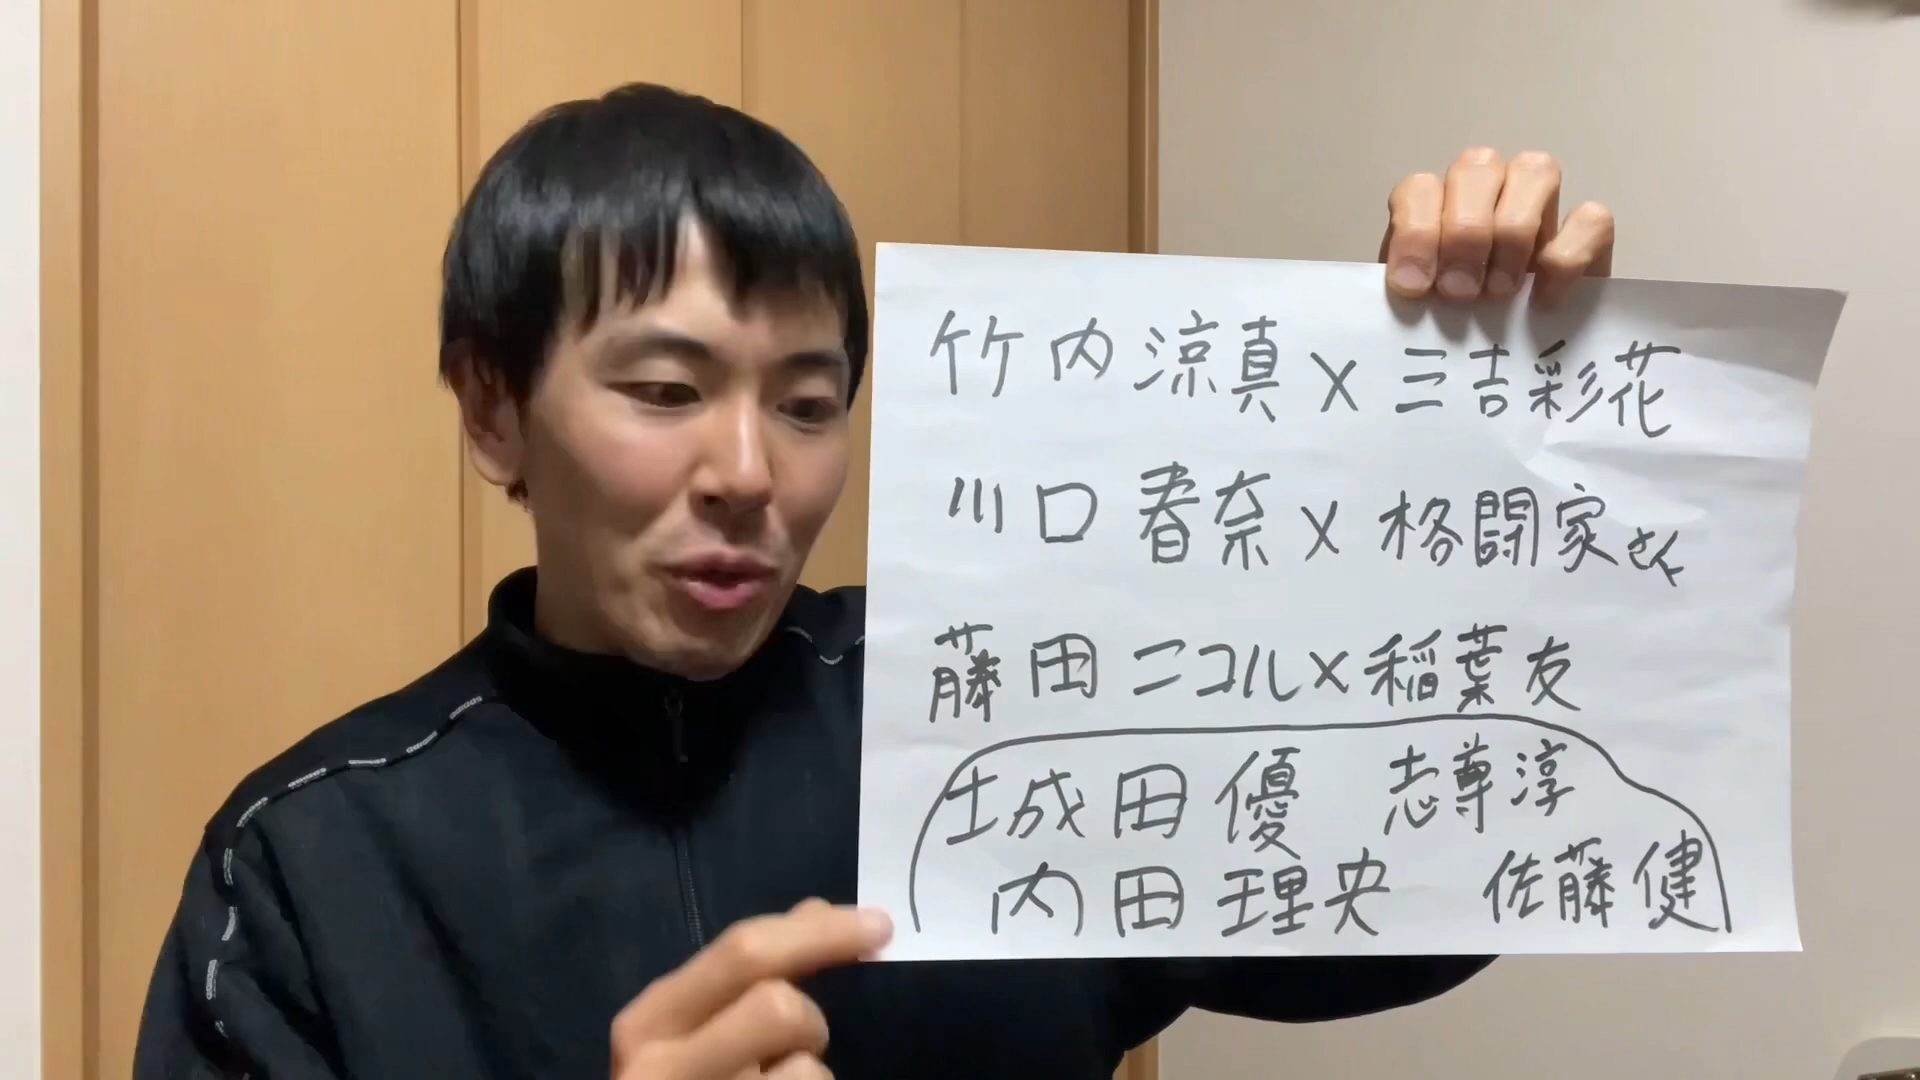 竹内涼真×三吉彩花
川口春奈×格闘家さん
藤田ニコル×稲葉友
城田優 志尊淳
内田理央 佐藤健